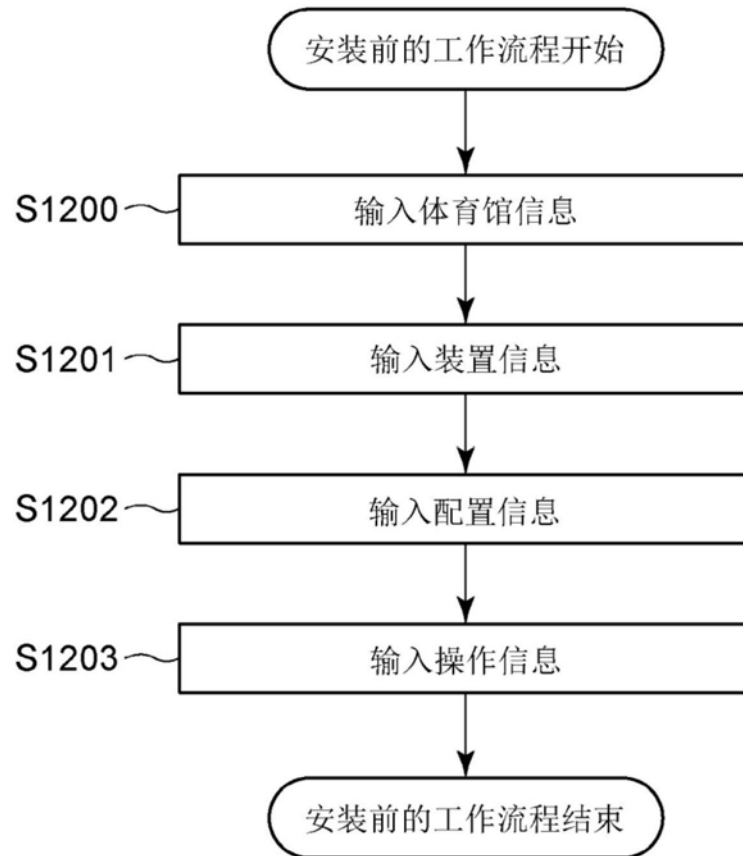 安装前的工作流程开始
S1200
输入体育馆信息
S1201
输入装置信息
S1202
输入配置信息
S1203
输入操作信息
安装前的工作流程结束